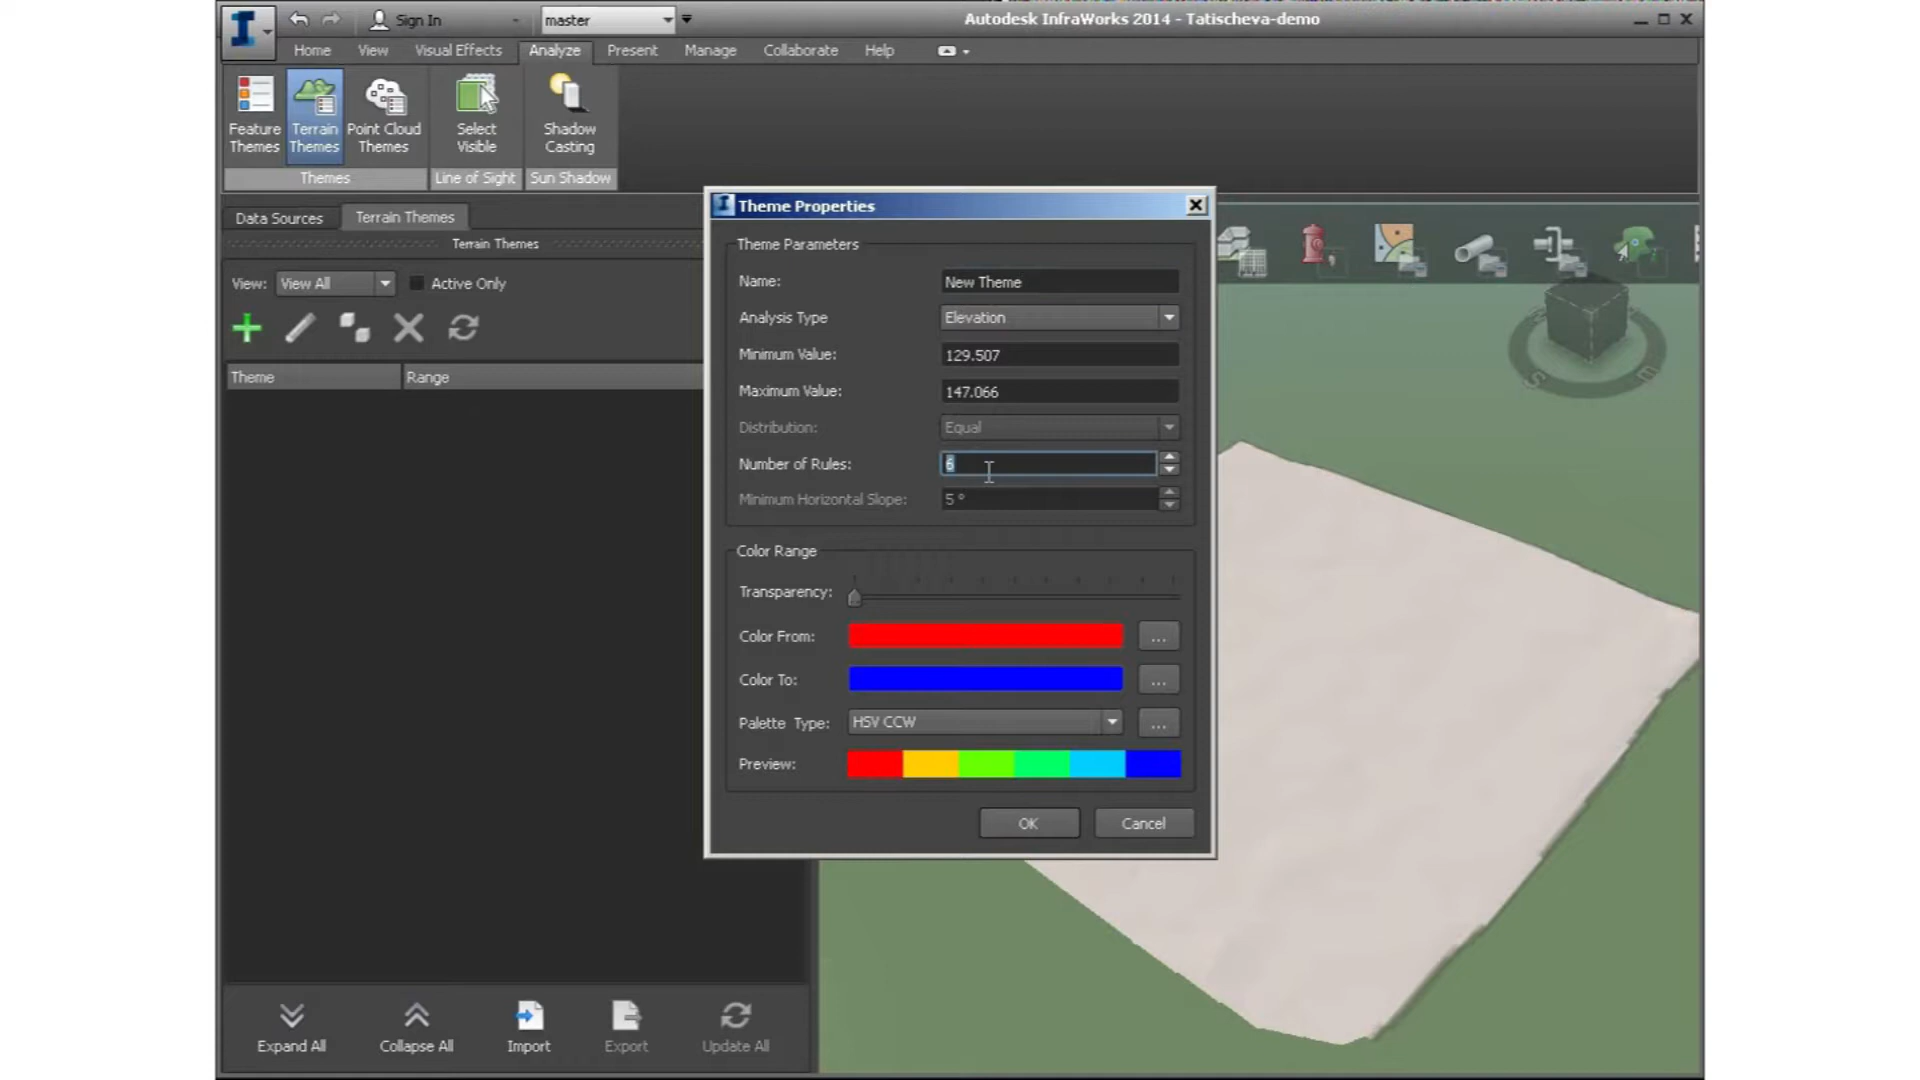 Sign In
master
Autodesk InfraWorks 2014 - Tatischeva-demo
Home View Visual Effects Analyze Present Manage Collaborate Help
Feature Themes
Terrain Themes
Point Cloud Themes
Select Visible
Shadow Casting
Themes
Line of Sight
Sun Shadow
Data Sources
Terrain Themes
Terrain Themes
View: View All Active Only
Theme Range
Theme Properties
Theme Parameters
Name: New Theme
Analysis Type Elevation
Minimum Value: 129.507
Maximum Value: 147.066
Distribution: Equal
Number of Rules: 6
Minimum Horizontal Slope: 5 °
Color Range
Transparency:
Color From: ...
Color To: ...
Palette Type: HSV CCW ...
Preview:
OK Cancel
Expand All Collapse All Import Export Update All